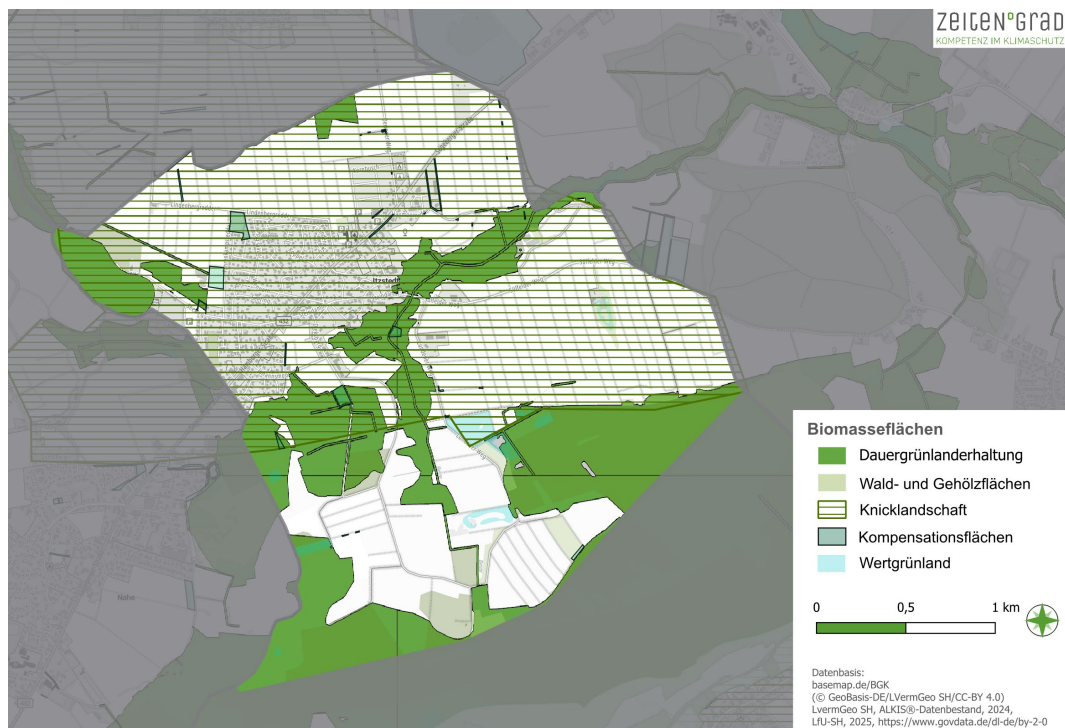 ZEITEN°GRAD
KOMPETENZ IM KLIMASCHUTZ
Itzstedt
432
Nahe
Biomasseflächen
Dauergrünlanderhaltung
Wald- und Gehölzflächen
Knicklandschaft
Kompensationsflächen
Wertgrünland
0 0,5 1 km
Datenbasis:
basemap.de/BGK
(© GeoBasis-DE/LVermGeo SH/CC-BY 4.0)
LvermGeo SH, ALKIS®-Datenbestand, 2024,
LfU-SH, 2025, https://www.govdata.de/dl-de/by-2-0